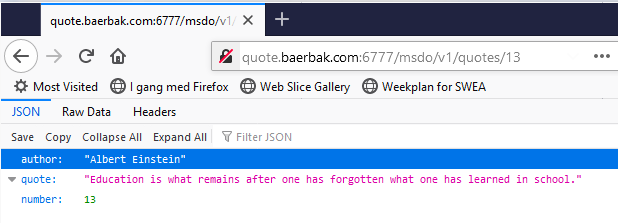 quote.baerbak.com:6777/msdo/v1/
quote.baerbak.com:6777/msdo/v1/quotes/13
Most Visited I gang med Firefox Web Slice Gallery Weekplan for SWEA
JSON Raw Data Headers
Save Copy Collapse All Expand All Filter JSON
author: "Albert Einstein"
quote: "Education is what remains after one has forgotten what one has learned in school."
number: 13